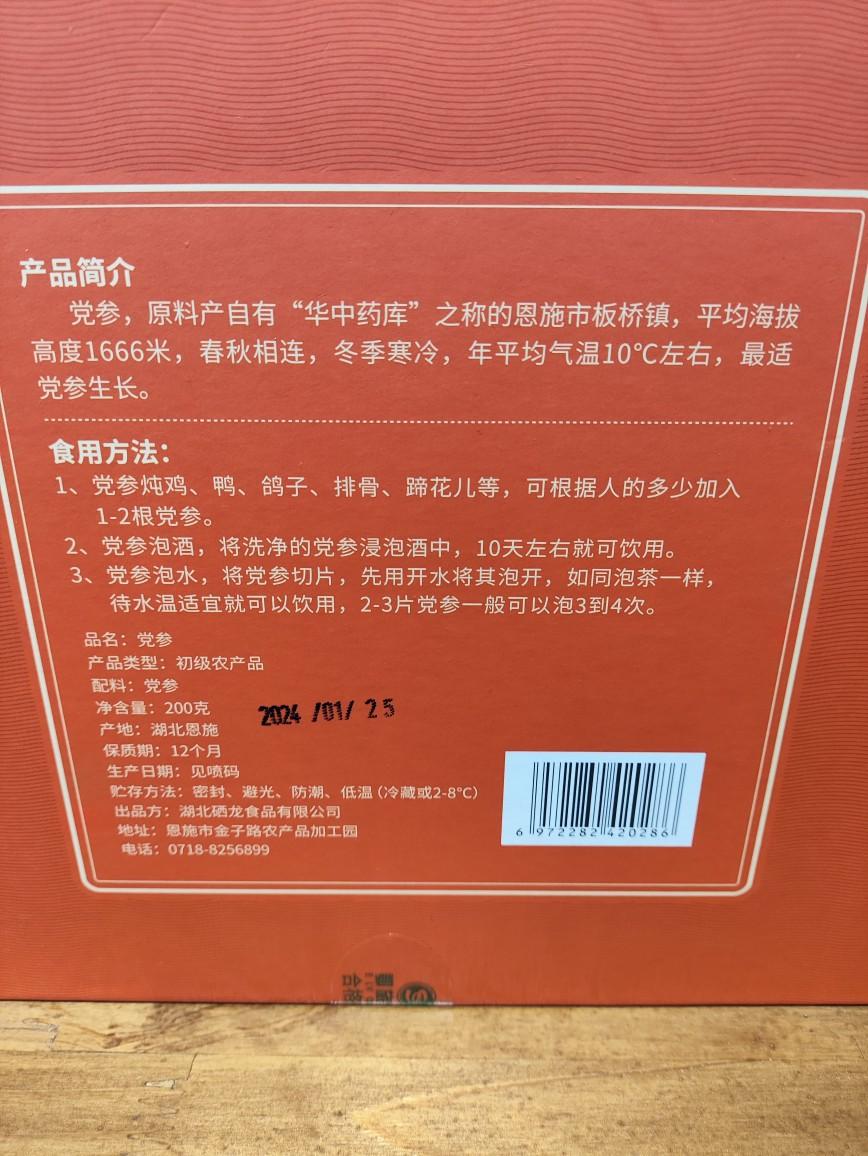 产品简介
党参，原料产自有“华中药库”之称的恩施市板桥镇，平均海拔
高度1666米，春秋相连，冬季寒冷，年平均气温10℃左右，最适
党参生长。
食用方法：
1、党参炖鸡、鸭、鸽子、排骨、蹄花儿等，可根据人的多少加入
1-2根党参。
2、党参泡酒，将洗净的党参浸泡酒中，10天左右就可饮用。
3、党参泡水，将党参切片，先用开水将其泡开，如同泡茶一样，
待水温适宜就可以饮用，2-3片党参一般可以泡3到4次。
品名：党参
产品类型：初级农产品
配料：党参
净含量：200克
2024 /01/ 25
产地：湖北恩施
保质期：12个月
生产日期：见喷码
贮存方法：密封、避光、防潮、低温（冷藏或2-8℃）
出品方：湖北硒龙食品有限公司
地址：恩施市金子路农产品加工园
电话：0718-8256899
6 972282 420286